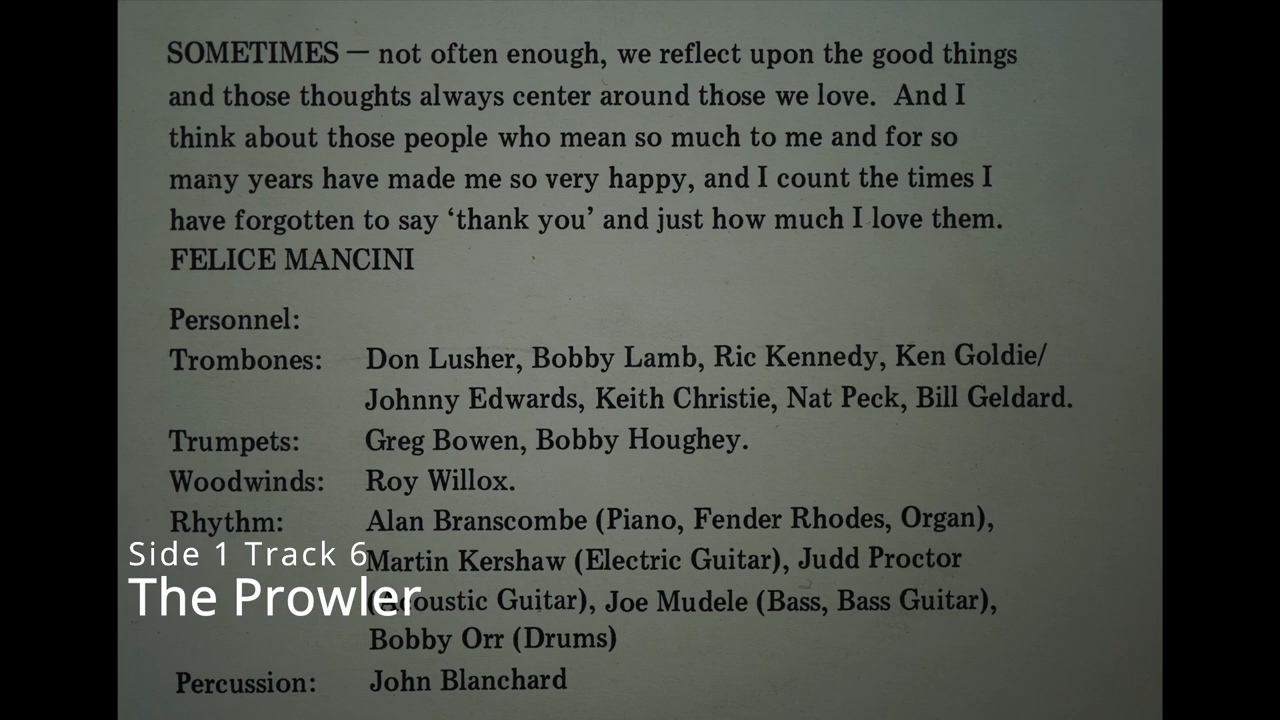 SOMETIMES — not often enough, we reflect upon the good things
and those thoughts always center around those we love. And I
think about those people who mean so much to me and for so
many years have made me so very happy, and I count the times I
have forgotten to say ‘thank you’ and just how much I love them.
FELICE MANCINI
Personnel:
Trombones: Don Lusher, Bobby Lamb, Ric Kennedy, Ken Goldie/
Johnny Edwards, Keith Christie, Nat Peck, Bill Geldard.
Trumpets: Greg Bowen, Bobby Houghey.
Woodwinds: Roy Willox.
Rhythm: Alan Branscombe (Piano, Fender Rhodes, Organ),
Martin Kershaw (Electric Guitar), Judd Proctor
(Acoustic Guitar), Joe Mudele (Bass, Bass Guitar),
Bobby Orr (Drums)
Percussion: John Blanchard
Side 1 Track 6
The Prowler